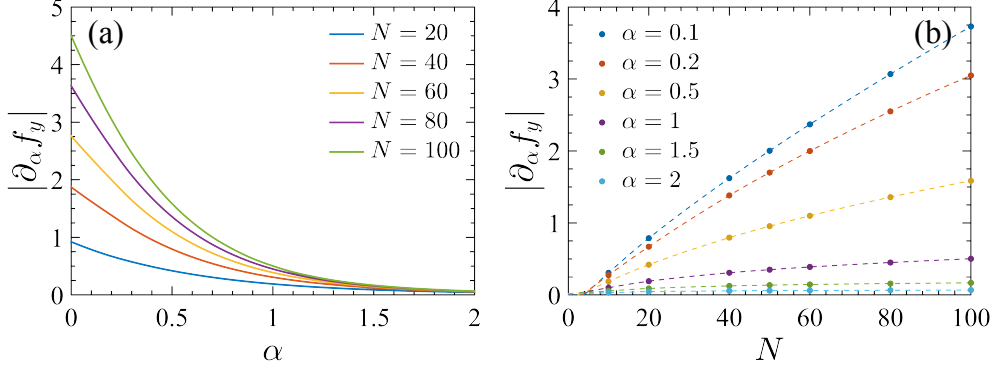 (a)
N = 20
N = 40
N = 60
N = 80
N = 100
5
4
3
2
1
0
|∂αfy|
0
0.5
1
1.5
2
α
(b)
α = 0.1
α = 0.2
α = 0.5
α = 1
α = 1.5
α = 2
4
3
2
1
0
|∂αfy|
0
20
40
60
80
100
N